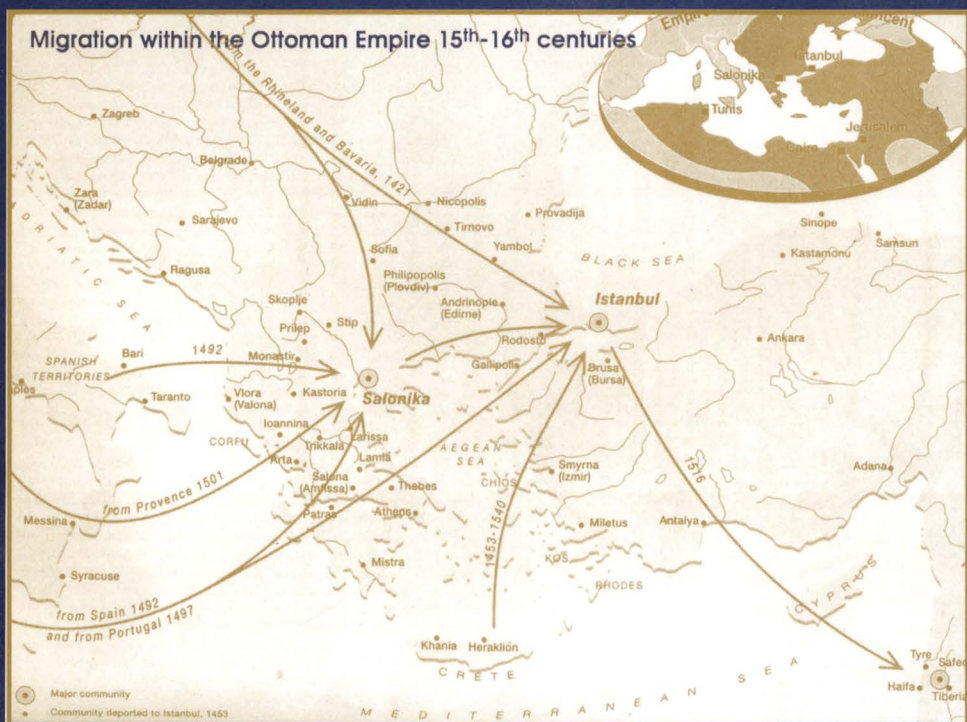 Migration within the Ottoman Empire 15th-16th centuries
Istanbul
Salonika
Tunis
Jerusalem
Cairo
from the Rhineland and Bavaria, 1421
Zagreb
Belgrade
Zara
(Zadar)
Sarajevo
Vidin
Nicopolis
Provadija
Tirnovo
Sinope
Samsun
Kastamonu
Sofia
Yambol
BLACK SEA
ADRIATIC SEA
Ragusa
Philipopolis
(Plovdiv)
Andrinople
(Edirne)
Istanbul
Skoplje
Stip
Prilep
Rodosto
Ankara
Bari
1492
Monastir
Gallipoli
Brusa
(Bursa)
SPANISH
TERRITORIES
Taranto
Vlora
(Valona)
Kastoria
Salonika
Ioannina
CORFU
Trikkala
Larissa
AEGEAN
SEA
Arta
Lamia
Smyrna
(Izmir)
1516
Adana
Salona
(Amfissa)
Thebes
CHIOS
from Provence 1501
Patras
Athens
1453-1540
Messina
Miletus
Antalya
Mistra
KOS
RHODES
Syracuse
CYPRUS
from Spain 1492
and from Portugal 1497
Khania
Heraklion
CRETE
Tyre
Safed
Haifa
Major community
Community deported to Istanbul, 1453
MEDITERRANEAN SEA